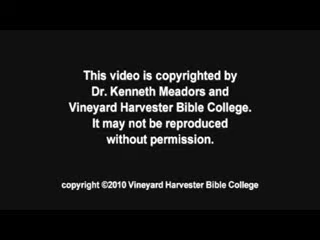 This video is copyrighted by
Dr. Kenneth Meadors and
Vineyard Harvester Bible College.
It may not be reproduced
without permission.
copyright ©2010 Vineyard Harvester Bible College